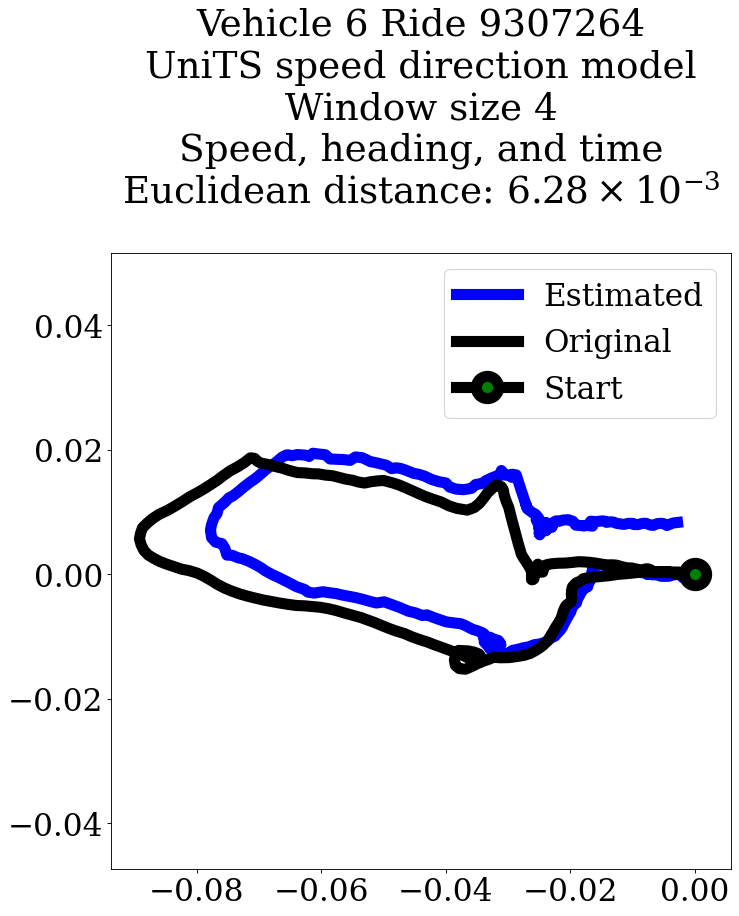 Vehicle 6 Ride 9307264
UniTS speed direction model
Window size 4
Speed, heading, and time
Euclidean distance: 6.28 × 10⁻³
Estimated
Original
Start
0.04
0.02
0.00
−0.02
−0.04
−0.08 −0.06 −0.04 −0.02 0.00